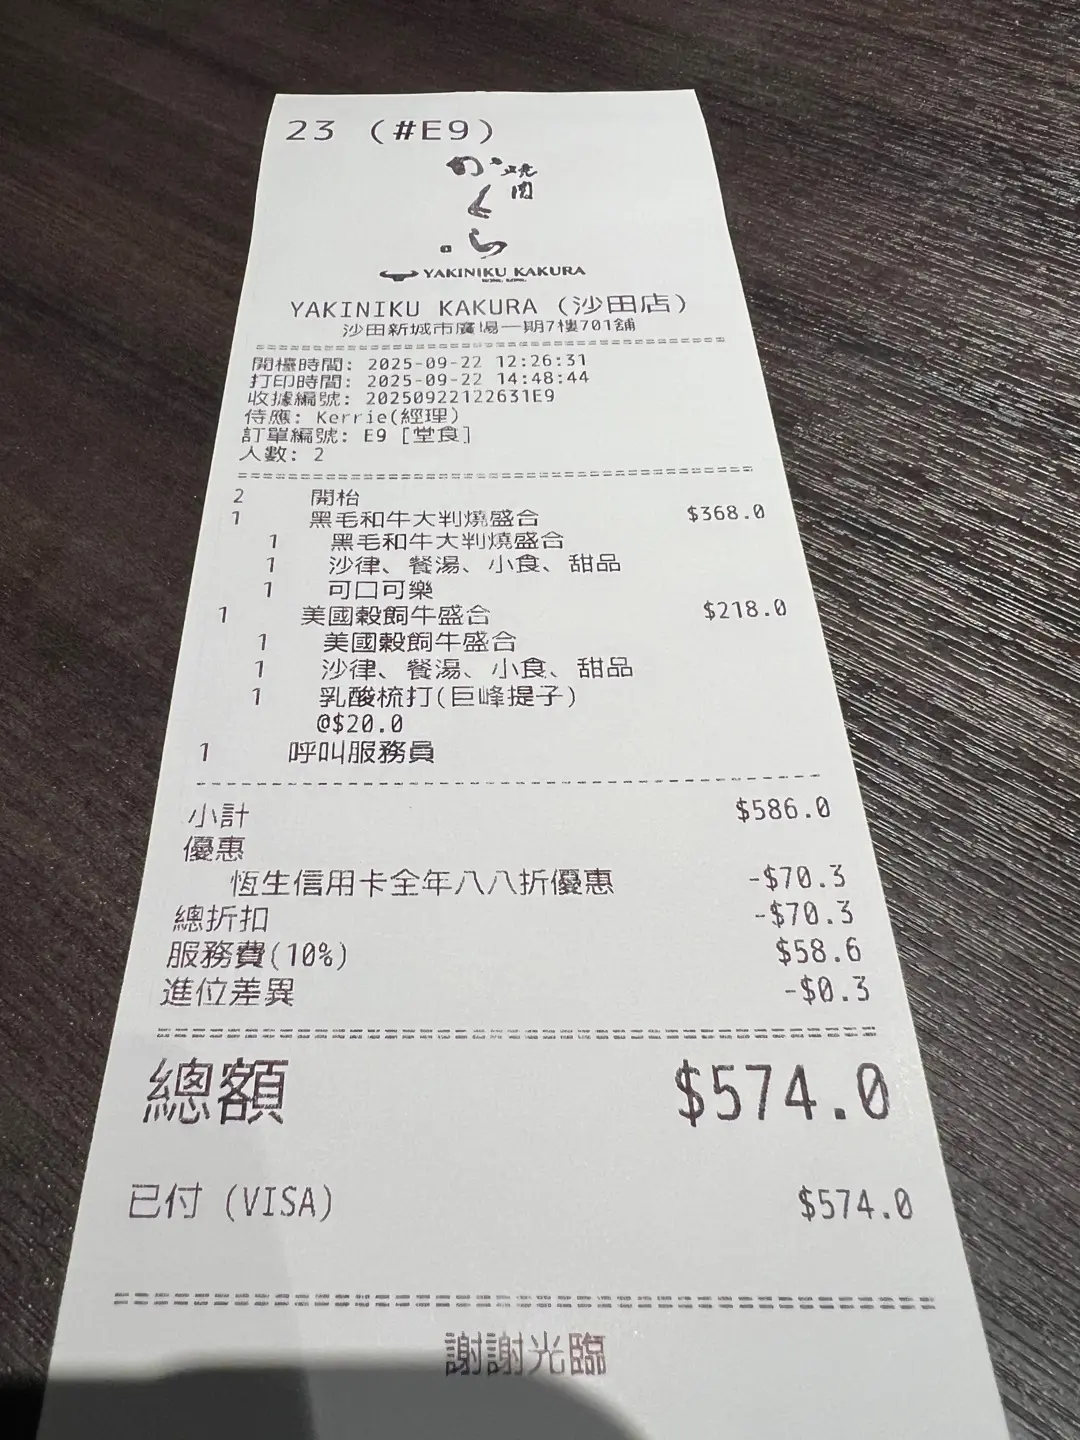 23 (#E9)
焼肉
かくら
YAKINIKU KAKURA
YAKINIKU KAKURA (沙田店)
沙田新城市廣場一期7樓701舖
開檯時間: 2025-09-22 12:26:31
打印時間: 2025-09-22 14:48:44
收據編號: 20250922122631E9
侍應: Kerrie(經理)
訂單編號: E9 [堂食]
人數: 2
2 開枱
1 黑毛和牛大判燒盛合 $368.0
1 黑毛和牛大判燒盛合
1 沙律、餐湯、小食、甜品
1 可口可樂
1 美國穀飼牛盛合 $218.0
1 美國穀飼牛盛合
1 沙律、餐湯、小食、甜品
1 乳酸梳打(巨峰提子)
@$20.0
1 呼叫服務員
小計 $586.0
優惠
恆生信用卡全年八八折優惠 -$70.3
總折扣 -$70.3
服務費(10%) $58.6
進位差異 -$0.3
總額 $574.0
已付 (VISA) $574.0
謝謝光臨